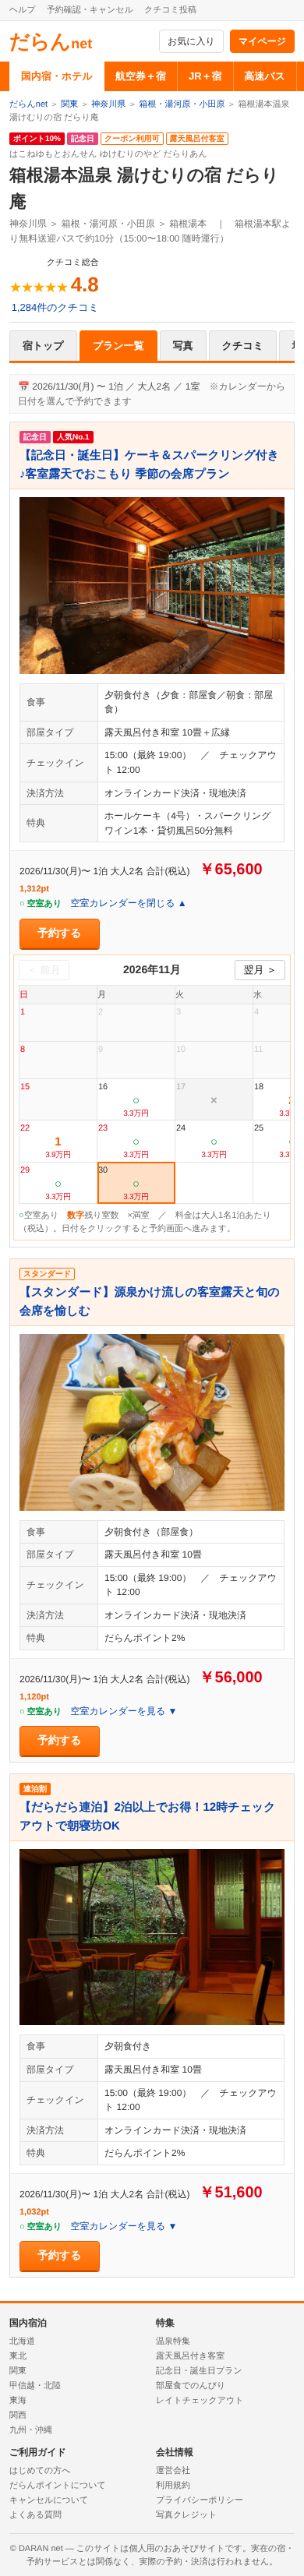 ヘルプ　予約確認・キャンセル　クチコミ投稿
だらんnet
お気に入り
マイページ
国内宿・ホテル
航空券＋宿
JR＋宿
高速バス
だらんnet ＞ 関東 ＞ 神奈川県 ＞ 箱根・湯河原・小田原 ＞ 箱根湯本温泉
湯けむりの宿 だらり庵
ポイント10% 記念日 クーポン利用可 露天風呂付客室
はこねゆもとおんせん ゆけむりのやど だらりあん
箱根湯本温泉 湯けむりの宿 だらり
庵
神奈川県 ＞ 箱根・湯河原・小田原 ＞ 箱根湯本　｜　箱根湯本駅よ
り無料送迎バスで約10分（15:00〜18:00 随時運行）
クチコミ総合
★★★★★ 4.8
1,284件のクチコミ
宿トップ
プラン一覧
写真
クチコミ
📅 2026/11/30(月) 〜 1泊 ／ 大人2名 ／ 1室　※カレンダーから
日付を選んで予約できます
記念日 人気No.1
【記念日・誕生日】ケーキ＆スパークリング付き
♪客室露天でおこもり 季節の会席プラン
食事　夕朝食付き（夕食：部屋食／朝食：部屋
食）
部屋タイプ　露天風呂付き和室 10畳＋広縁
チェックイン　15:00（最終 19:00）　／　チェックアウ
ト 12:00
決済方法　オンラインカード決済・現地決済
特典　ホールケーキ（4号）・スパークリング
ワイン1本・貸切風呂50分無料
2026/11/30(月)〜 1泊 大人2名 合計(税込)　￥65,600
1,312pt
○ 空室あり　空室カレンダーを閉じる ▲
予約する
＜ 前月
2026年11月
翌月 ＞
日 月 火 水
1 2 3 4
8 9 10 11
15 16 17 18
○ ×
3.3万円
22 23 24 25
1 ○ ○
3.9万円 3.3万円 3.3万円
29 30
○ ○
3.3万円 3.3万円
○空室あり　数字残り室数　×満室　／　料金は大人1名1泊あたり
（税込）。日付をクリックすると予約画面へ進みます。
スタンダード
【スタンダード】源泉かけ流しの客室露天と旬の
会席を愉しむ
食事　夕朝食付き（部屋食）
部屋タイプ　露天風呂付き和室 10畳
チェックイン　15:00（最終 19:00）　／　チェックアウ
ト 12:00
決済方法　オンラインカード決済・現地決済
特典　だらんポイント2%
2026/11/30(月)〜 1泊 大人2名 合計(税込)　￥56,000
1,120pt
○ 空室あり　空室カレンダーを見る ▼
予約する
連泊割
【だらだら連泊】2泊以上でお得！12時チェック
アウトで朝寝坊OK
食事　夕朝食付き
部屋タイプ　露天風呂付き和室 10畳
チェックイン　15:00（最終 19:00）　／　チェックアウ
ト 12:00
決済方法　オンラインカード決済・現地決済
特典　だらんポイント2%
2026/11/30(月)〜 1泊 大人2名 合計(税込)　￥51,600
1,032pt
○ 空室あり　空室カレンダーを見る ▼
予約する
国内宿泊
北海道
東北
関東
甲信越・北陸
東海
関西
九州・沖縄
特集
温泉特集
露天風呂付き客室
記念日・誕生日プラン
部屋食でのんびり
レイトチェックアウト
ご利用ガイド
はじめての方へ
だらんポイントについて
キャンセルについて
よくある質問
会社情報
運営会社
利用規約
プライバシーポリシー
写真クレジット
© DARAN net — このサイトは個人用のおあそびサイトです。実在の宿・
予約サービスとは関係なく、実際の予約・決済は行われません。